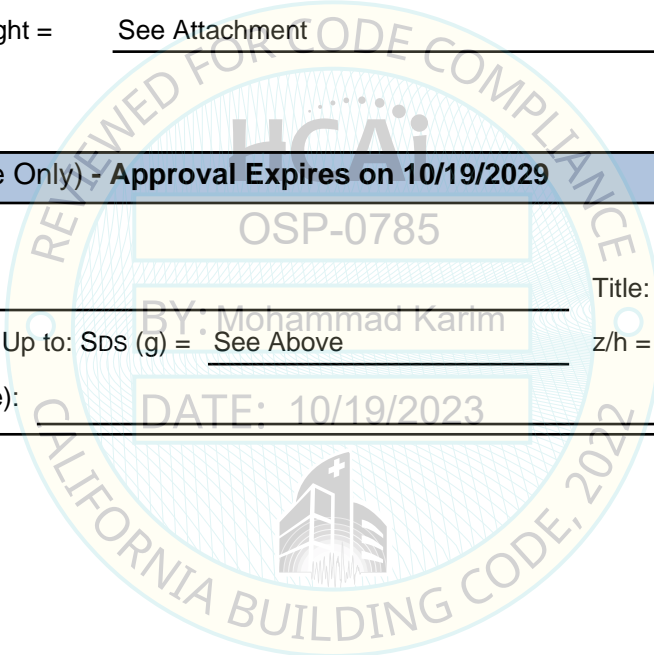 ght = See Attachment
REVIEWED FOR CODE COMPLIANCE
HCAi
e Only) - Approval Expires on 10/19/2029
OSP-0785
Title:
BY: Mohammad Karim
Up to: SDS (g) = See Above z/h =
e):
DATE: 10/19/2023
CALIFORNIA BUILDING CODE, 2022